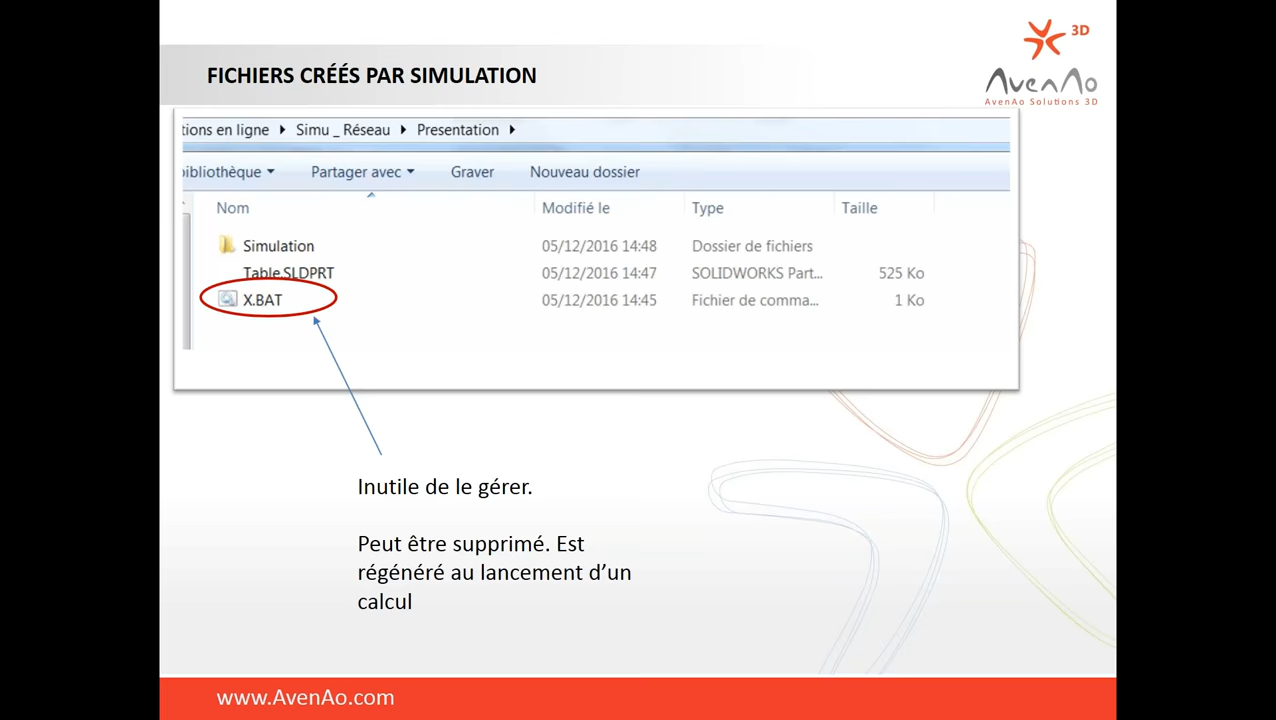 3D
AvenAo
AvenAo Solutions 3D
FICHIERS CRÉÉS PAR SIMULATION
tions en ligne Simu _ Réseau Presentation
bibliothèque Partager avec Graver Nouveau dossier
Nom Modifié le Type Taille
Simulation 05/12/2016 14:48 Dossier de fichiers
Table.SLDPRT 05/12/2016 14:47 SOLIDWORKS Part... 525 Ko
X.BAT 05/12/2016 14:45 Fichier de comma... 1 Ko
Inutile de le gérer.
Peut être supprimé. Est
régénéré au lancement d’un
calcul
www.AvenAo.com